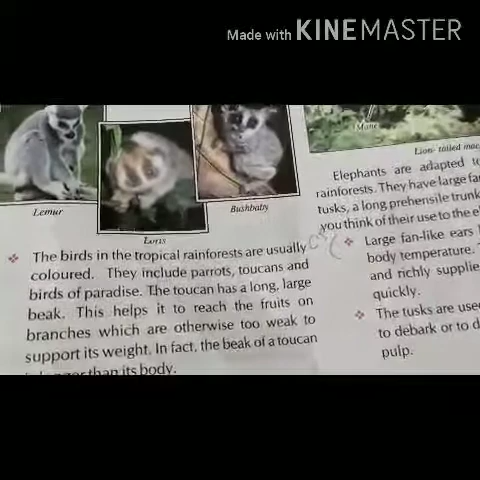 Made with KINEMASTER
Mane
Lion-tailed mac
Lemur
Loris
Bushbaby
❖ The birds in the tropical rainforests are usually
coloured. They include parrots, toucans and
birds of paradise. The toucan has a long, large
beak. This helps it to reach the fruits on
branches which are otherwise too weak to
support its weight. In fact, the beak of a toucan
than its body.
Elephants are adapted
rainforests. They have large
tusks, a long prehensile trunk
you think of their use to the
❖ Large fan-like ears
body temperature.
and richly supplie
quickly.
❖ The tusks are use
to debark or to
pulp.